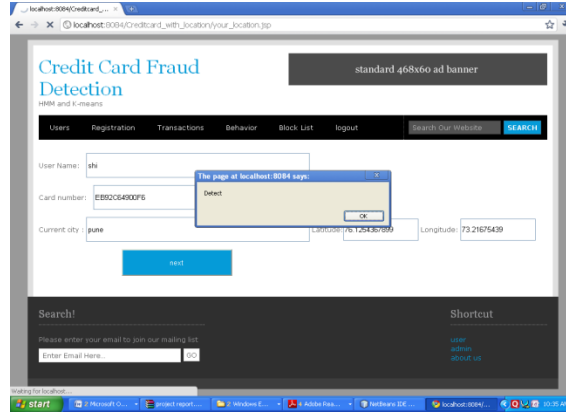 localhost:8084/Creditcard_...
localhost:8084/Creditcard_with_location/your_location.jsp
Credit Card Fraud
Detection
HMM and K-means
standard 468x60 ad banner
Users Registration Transactions Behavior Block List logout Search Our Website SEARCH
User Name: shi
The page at localhost:8084 says:
Detect
OK
Card number: EB92C64900F6
Current city : pune Latitude: 76.1254367899 Longitude: 73.21675439
next
Search!
Shortcut
Please enter your email to join our mailing list
Enter Email Here... GO
user
admin
about us
Waiting for localhost...
start 2 Microsoft O... project report.... 2 Windows E... 4 Adobe Rea... NetBeans IDE ... localhost:8084/... 10:35 AM